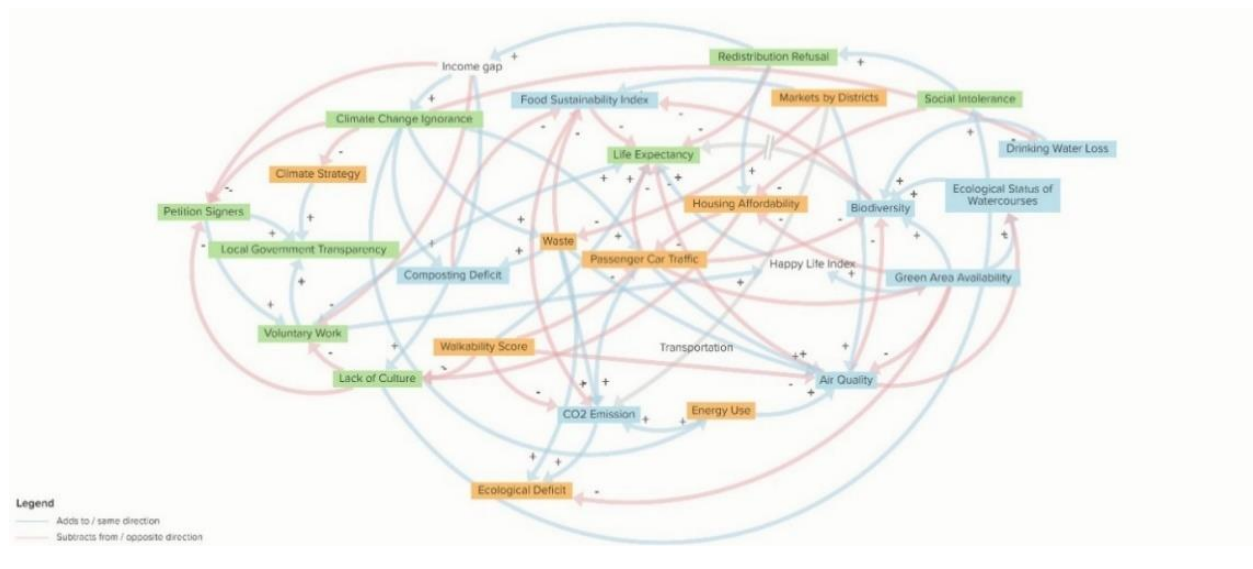 Redistribution Refusal
Income gap
Food Sustainability Index
Markets by Districts
Social Intolerance
Climate Change Ignorance
Life Expectancy
Drinking Water Loss
Climate Strategy
Ecological Status of
Watercourses
Petition Signers
Housing Affordability
Biodiversity
Local Government Transparency
Waste
Passenger Car Traffic
Happy Life Index
Composting Deficit
Green Area Availability
Voluntary Work
Walkability Score
Transportation
Lack of Culture
Air Quality
CO2 Emission
Energy Use
Ecological Deficit
Legend
Adds to / same direction
Subtracts from / opposite direction